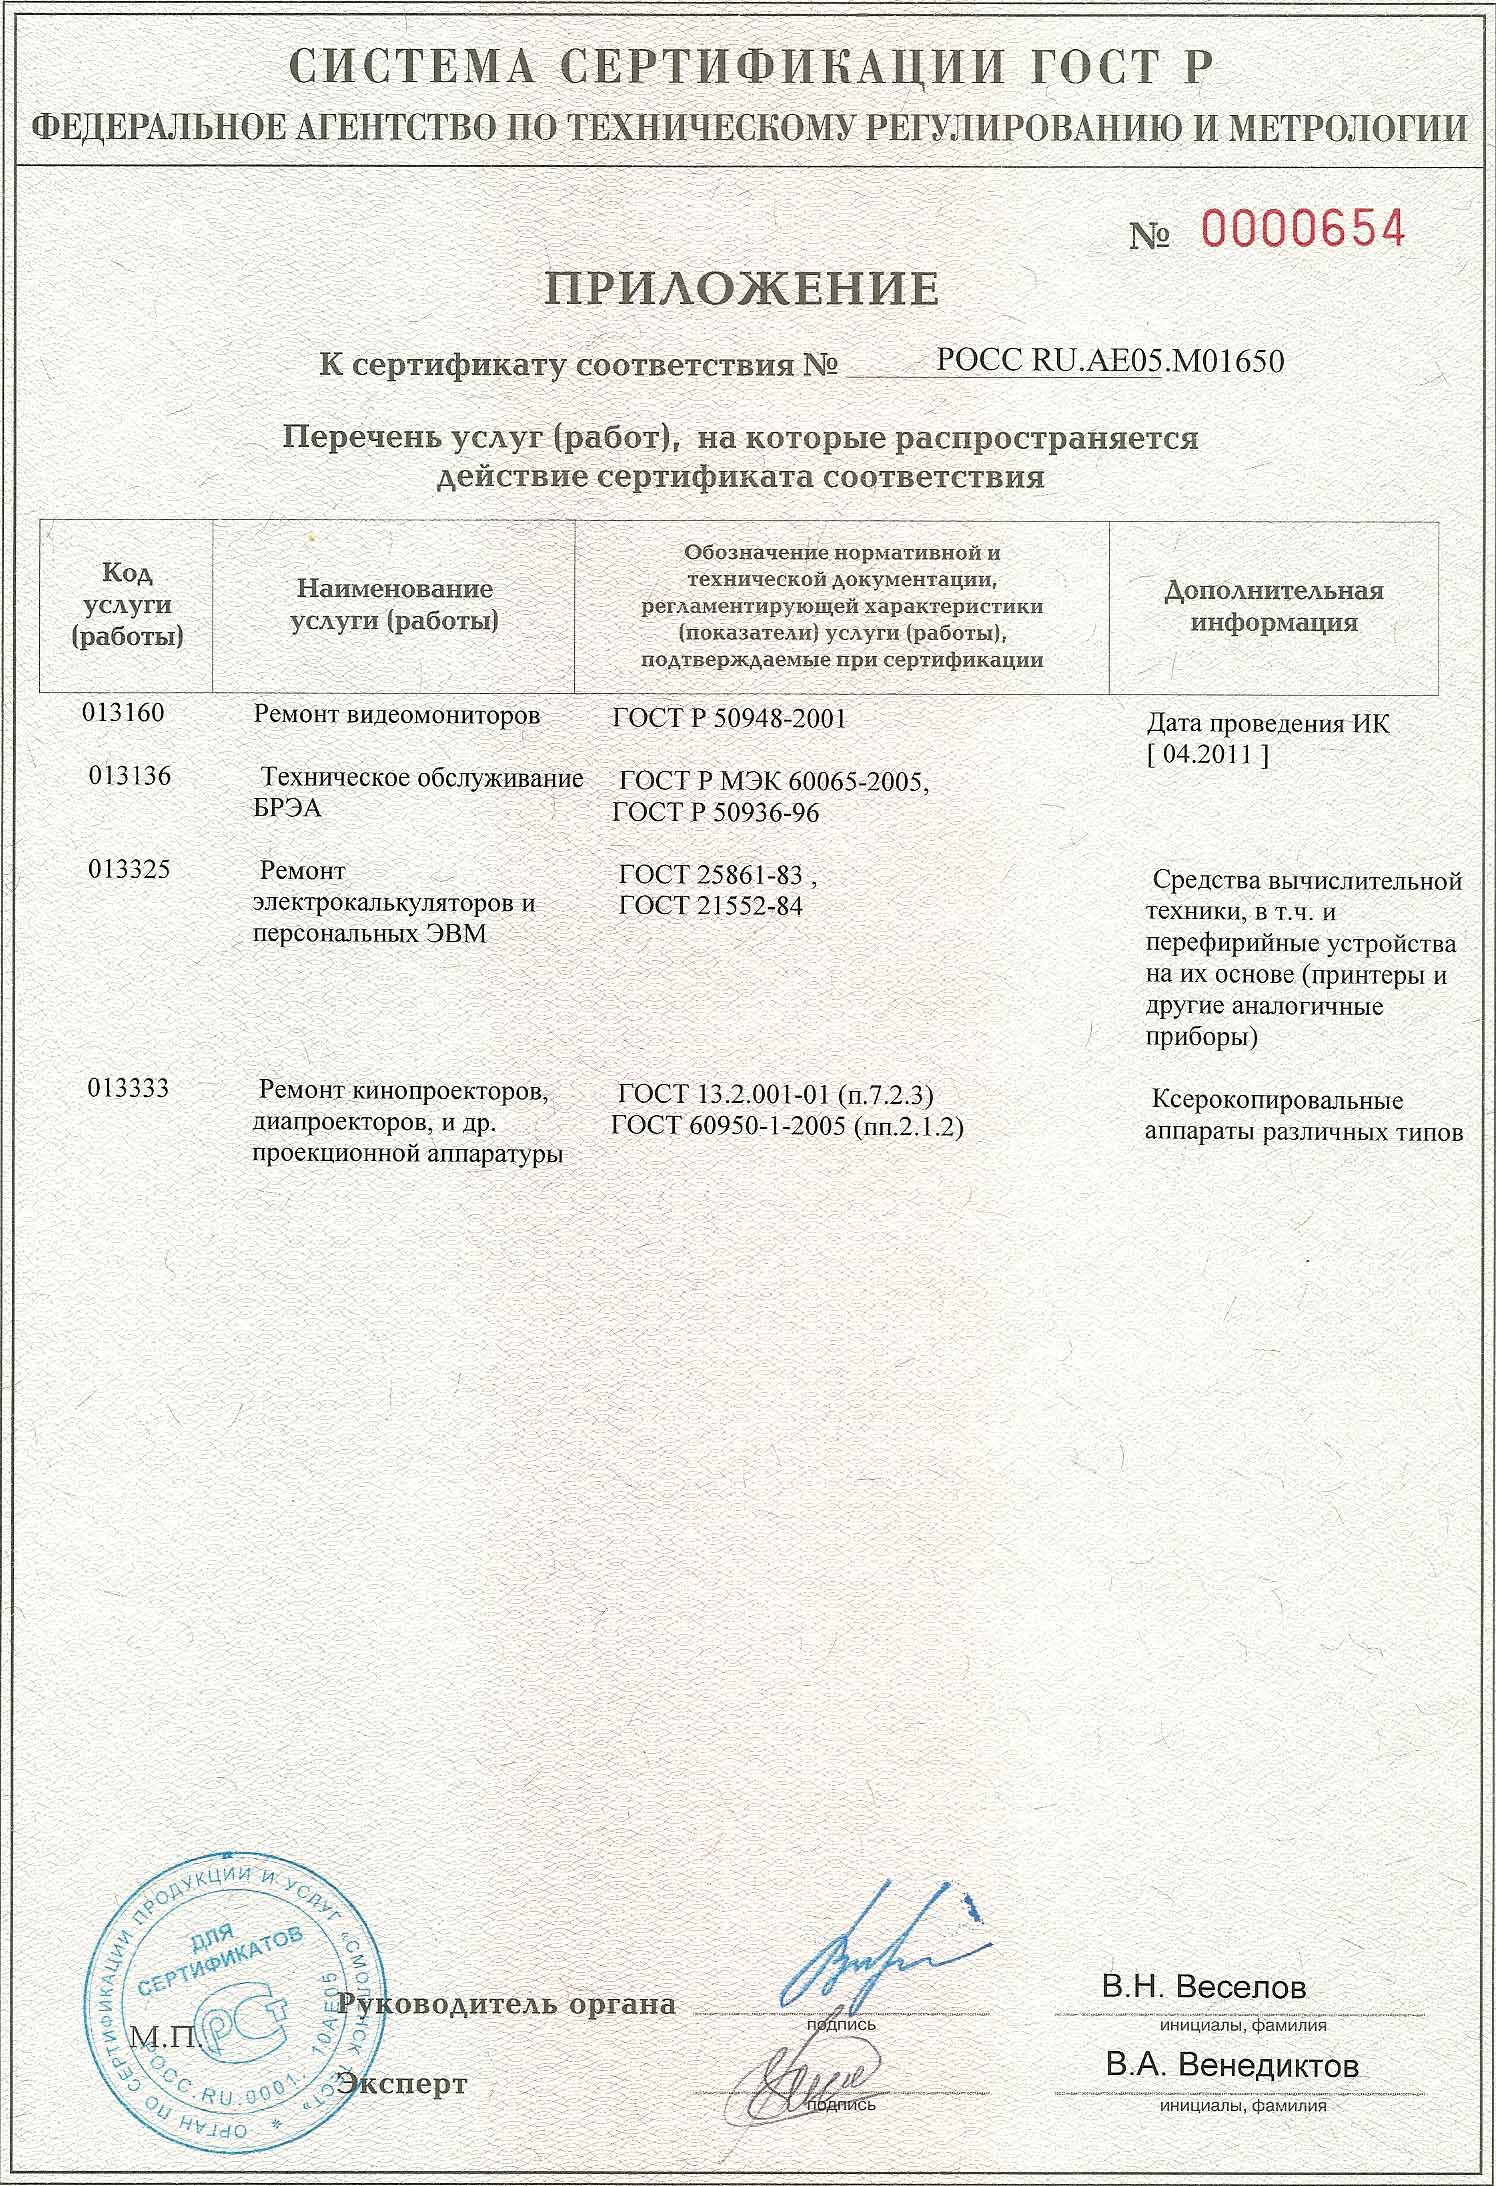 СИСТЕМА СЕРТИФИКАЦИИ ГОСТ Р
ФЕДЕРАЛЬНОЕ АГЕНТСТВО ПО ТЕХНИЧЕСКОМУ РЕГУЛИРОВАНИЮ И МЕТРОЛОГИИ
№ 0000654
ПРИЛОЖЕНИЕ
К сертификату соответствия № РОСС RU.АЕ05.М01650
Перечень услуг (работ), на которые распространяется
действие сертификата соответствия
Код
услуги
(работы)
Наименование
услуги (работы)
Обозначение нормативной и
технической документации,
регламентирующей характеристики
(показатели) услуги (работы),
подтверждаемые при сертификации
Дополнительная
информация
013160
Ремонт видеомониторов
ГОСТ Р 50948-2001
Дата проведения ИК
[ 04.2011 ]
013136
Техническое обслуживание
БРЭА
ГОСТ Р МЭК 60065-2005,
ГОСТ Р 50936-96
013325
Ремонт
электрокалькуляторов и
персональных ЭВМ
ГОСТ 25861-83 ,
ГОСТ 21552-84
Средства вычислительной
техники, в т.ч. и
перефирийные устройства
на их основе (принтеры и
другие аналогичные
приборы)
013333
Ремонт кинопроекторов,
диапроекторов, и др.
проекционной аппаратуры
ГОСТ 13.2.001-01 (п.7.2.3)
ГОСТ 60950-1-2005 (пп.2.1.2)
Ксерокопировальные
аппараты различных типов
ОРГАН ПО СЕРТИФИКАЦИИ ПРОДУКЦИИ И УСЛУГ «СМОЛЕНСК ТЕСТ» *
ДЛЯ
СЕРТИФИКАТОВ
РОСС.RU.0001. 10АЕ05
М.П.
Руководитель органа
подпись
В.Н. Веселов
инициалы, фамилия
Эксперт
подпись
В.А. Венедиктов
инициалы, фамилия